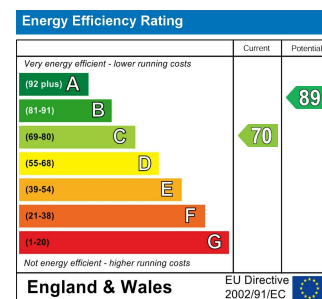 Energy Efficiency Rating
Current Potential
Very energy efficient - lower running costs
(92 plus) A
(81-91) B
(69-80) C
(55-68) D
(39-54) E
(21-38) F
(1-20) G
70
89
Not energy efficient - higher running costs
England & Wales
EU Directive
2002/91/EC